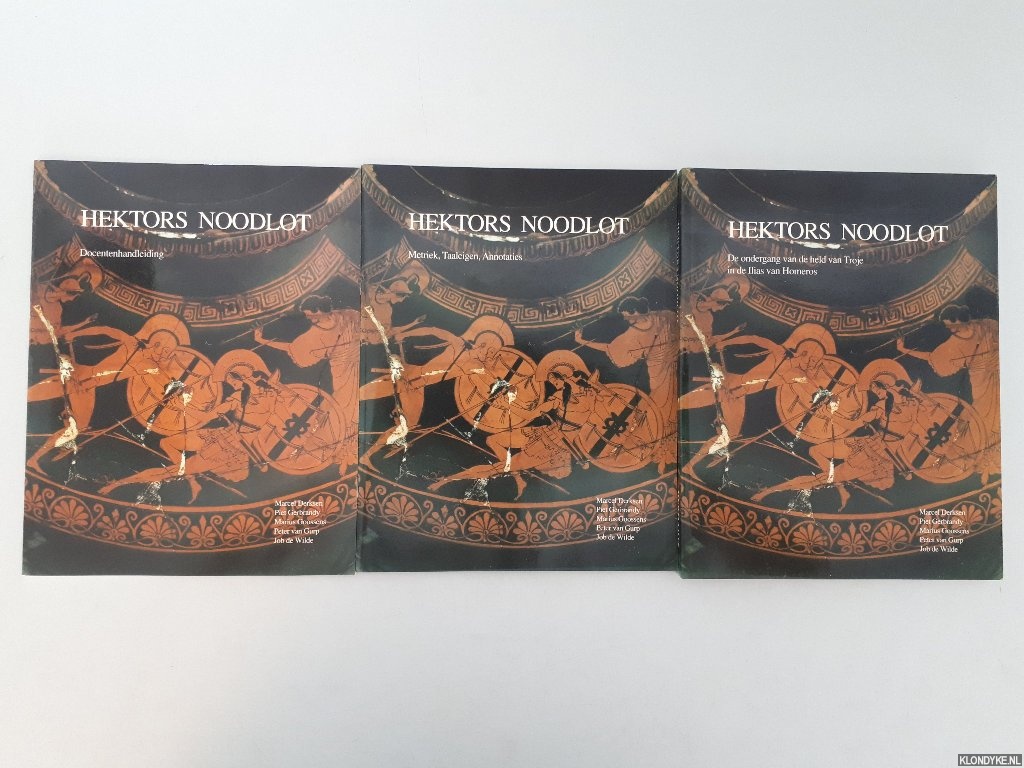 HEKTORS NOODLOT
Docentenhandleiding
Marcel Derksen
Piet Gerbrandy
Marius Goossens
Peter van Gurp
Job de Wilde
HEKTORS NOODLOT
Metriek, Taaleigen, Annotaties
Marcel Derksen
Piet Gerbrandy
Marius Goossens
Peter van Gurp
Job de Wilde
HEKTORS NOODLOT
De ondergang van de held van Troje
in de Ilias van Homeros
Marcel Derksen
Piet Gerbrandy
Marius Goossens
Peter van Gurp
Job de Wilde
KLONDYKE.NL